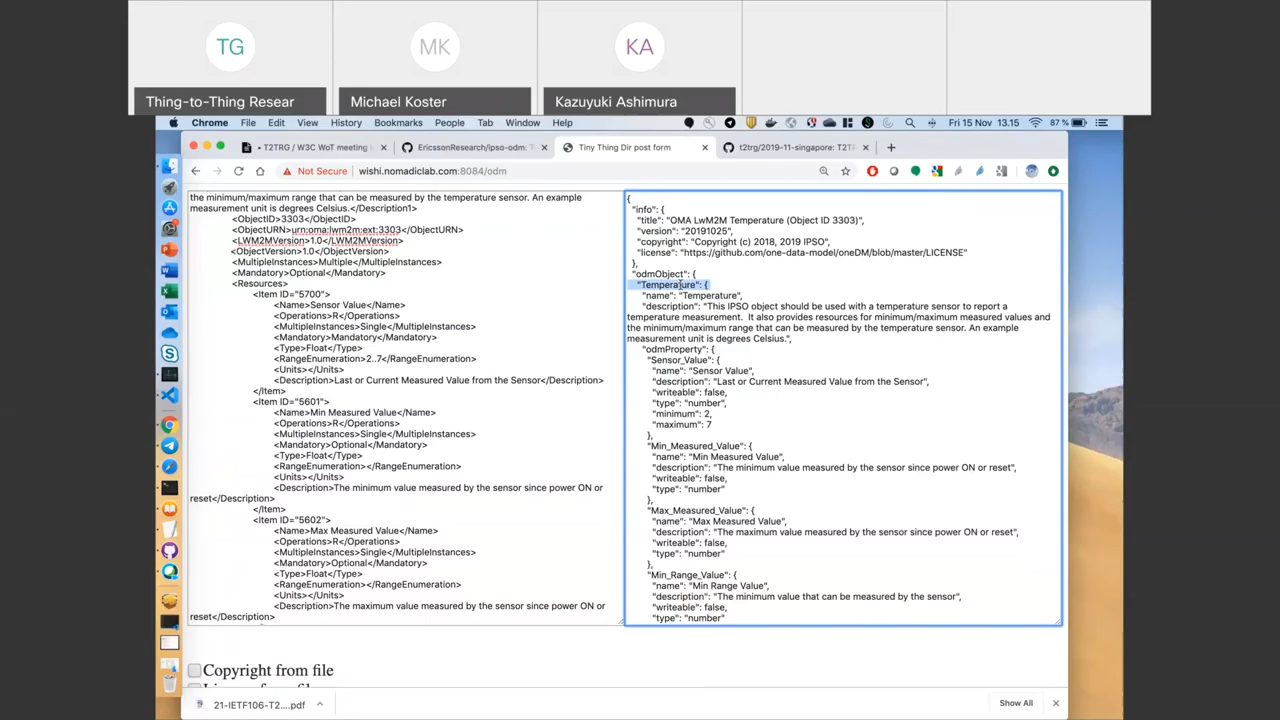 TG
MK
KA
Thing-to-Thing Resear
Michael Koster
Kazuyuki Ashimura
Chrome File Edit View History Bookmarks People Tab Window Help
Fri 15 Nov 13.15 87 %
• T2TRG / W3C WoT meeting
EricssonResearch/ipso-odm: T
Tiny Thing Dir post form
t2trg/2019-11-singapore: T2T
Not Secure wishi.nomadiclab.com:8084/odm
the minimum/maximum range that can be measured by the temperature sensor. An example
measurement unit is degrees Celsius.</Description1>
<ObjectID>3303</ObjectID>
<ObjectURN>urn:oma:lwm2m:ext:3303</ObjectURN>
<LWM2MVersion>1.0</LWM2MVersion>
<ObjectVersion>1.0</ObjectVersion>
<MultipleInstances>Multiple</MultipleInstances>
<Mandatory>Optional</Mandatory>
<Resources>
<Item ID="5700">
<Name>Sensor Value</Name>
<Operations>R</Operations>
<MultipleInstances>Single</MultipleInstances>
<Mandatory>Mandatory</Mandatory>
<Type>Float</Type>
<RangeEnumeration>2..7</RangeEnumeration>
<Units></Units>
<Description>Last or Current Measured Value from the Sensor</Description>
</Item>
<Item ID="5601">
<Name>Min Measured Value</Name>
<Operations>R</Operations>
<MultipleInstances>Single</MultipleInstances>
<Mandatory>Optional</Mandatory>
<Type>Float</Type>
<RangeEnumeration></RangeEnumeration>
<Units></Units>
<Description>The minimum value measured by the sensor since power ON or
reset</Description>
</Item>
<Item ID="5602">
<Name>Max Measured Value</Name>
<Operations>R</Operations>
<MultipleInstances>Single</MultipleInstances>
<Mandatory>Optional</Mandatory>
<Type>Float</Type>
<RangeEnumeration></RangeEnumeration>
<Units></Units>
<Description>The maximum value measured by the sensor since power ON or
reset</Description>
{
"info": {
"title": "OMA LwM2M Temperature (Object ID 3303)",
"version": "20191025",
"copyright": "Copyright (c) 2018, 2019 IPSO",
"license": "https://github.com/one-data-model/oneDM/blob/master/LICENSE"
},
"odmObject": {
"Temperature": {
"name": "Temperature",
"description": "This IPSO object should be used with a temperature sensor to report a
temperature measurement.  It also provides resources for minimum/maximum measured values and
the minimum/maximum range that can be measured by the temperature sensor. An example
measurement unit is degrees Celsius.",
"odmProperty": {
"Sensor_Value": {
"name": "Sensor Value",
"description": "Last or Current Measured Value from the Sensor",
"writeable": false,
"type": "number",
"minimum": 2,
"maximum": 7
},
"Min_Measured_Value": {
"name": "Min Measured Value",
"description": "The minimum value measured by the sensor since power ON or reset",
"writeable": false,
"type": "number"
},
"Max_Measured_Value": {
"name": "Max Measured Value",
"description": "The maximum value measured by the sensor since power ON or reset",
"writeable": false,
"type": "number"
},
"Min_Range_Value": {
"name": "Min Range Value",
"description": "The minimum value that can be measured by the sensor",
"writeable": false,
"type": "number"
Copyright from file
21-IETF106-T2....pdf
Show All